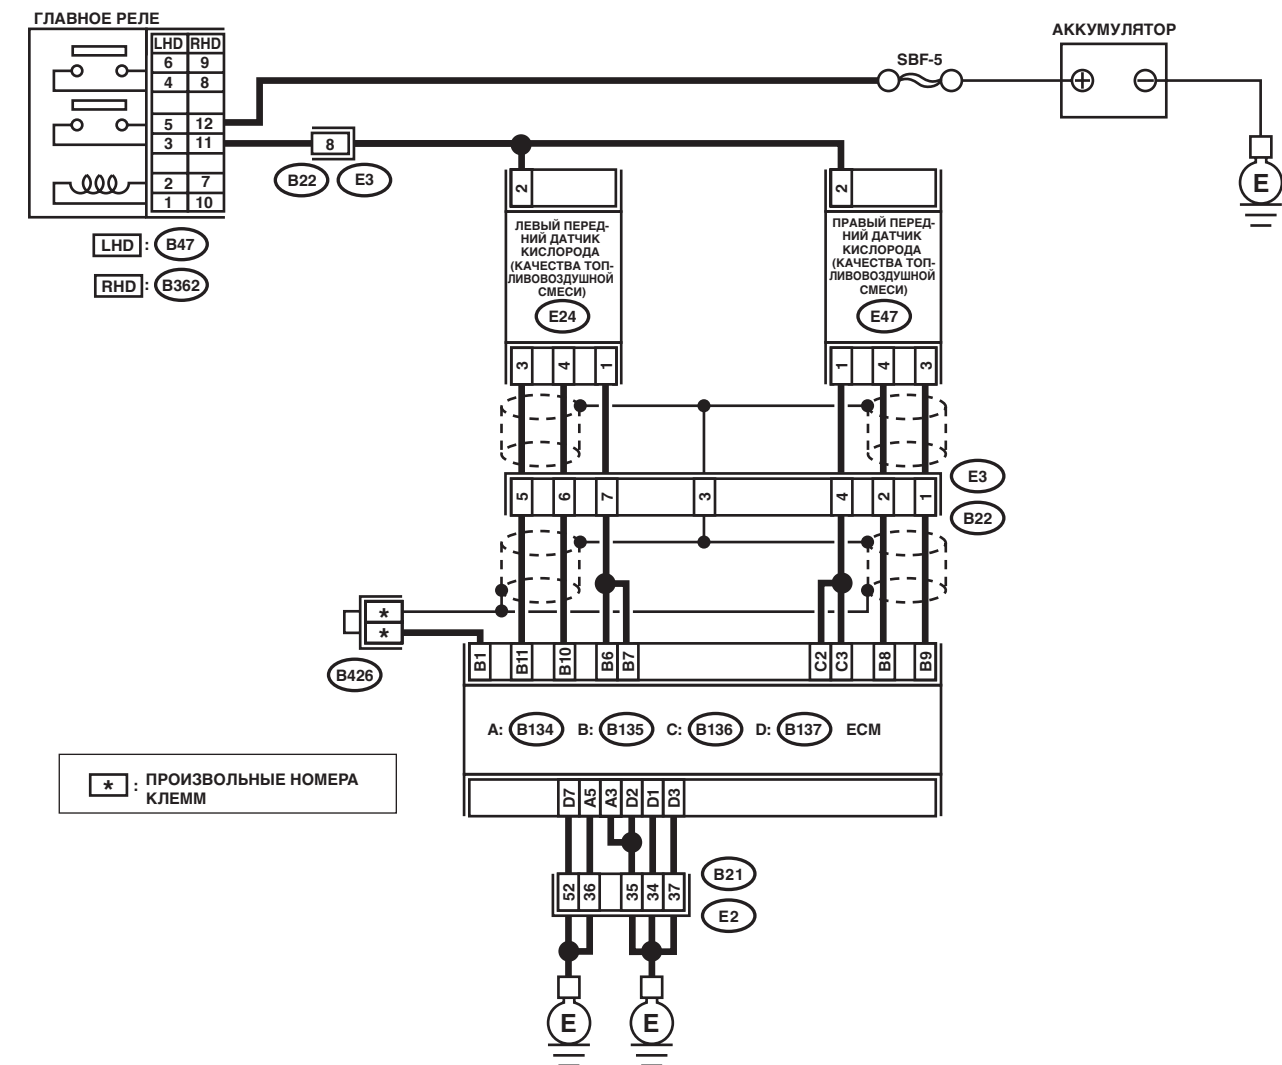 ГЛАВНОЕ РЕЛЕ
LHD RHD
6 9
4 8
5 12
3 11
2 7
1 10
LHD : B47
RHD : B362
8
B22 E3
SBF-5
АККУМУЛЯТОР
+ −
E
2
ЛЕВЫЙ ПЕРЕД-
НИЙ ДАТЧИК
КИСЛОРОДА
(КАЧЕСТВА ТОП-
ЛИВОВОЗДУШНОЙ
СМЕСИ)
E24
3 4 1
2
ПРАВЫЙ ПЕРЕД-
НИЙ ДАТЧИК
КИСЛОРОДА
(КАЧЕСТВА ТОП-
ЛИВОВОЗДУШНОЙ
СМЕСИ)
E47
1 4 3
5 6 7 3 4 2 1
E3
B22
*
*
B426
B1 B11 B10 B6 B7 C2 C3 B8 B9
A: B134 B: B135 C: B136 D: B137 ECM
* : ПРОИЗВОЛЬНЫЕ НОМЕРА
КЛЕММ
D7 A5 A3 D2 D1 D3
52 36 35 34 37
B21
E2
E E